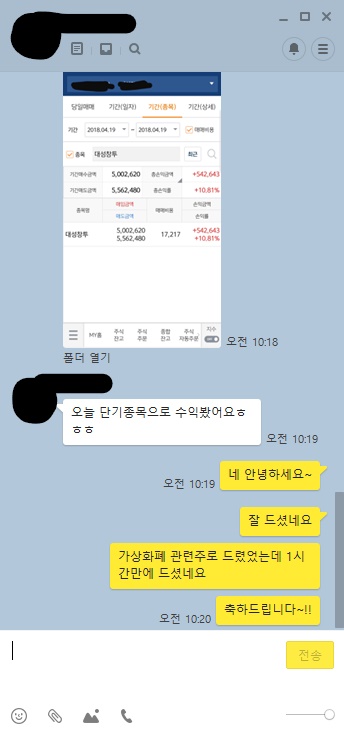 당일매매 기간(일자) 기간(종목) 기간(상세)
기간 2018.04.19 ~ 2018.04.19 매매비용
종목 대성창투 최근
기간매수금액 5,002,620 총손익금액 +542,643
기간매도금액 5,562,480 총손익률 +10.81%
종목명 매입금액 매도금액 매매비용 손익금액 손익률
대성창투 5,002,620 5,562,480 17,217 +542,643 +10.81%
MY홈 주식잔고 주식주문 종합잔고 주식자동주문 지수
오전 10:18
폴더 열기
오늘 단기종목으로 수익봤어요ㅎ
ㅎㅎ
오전 10:19
네 안녕하세요~
오전 10:19
잘 드셨네요
가상화폐 관련주로 드렸었는데 1시
간만에 드셨네요
축하드립니다~!!
오전 10:20
전송